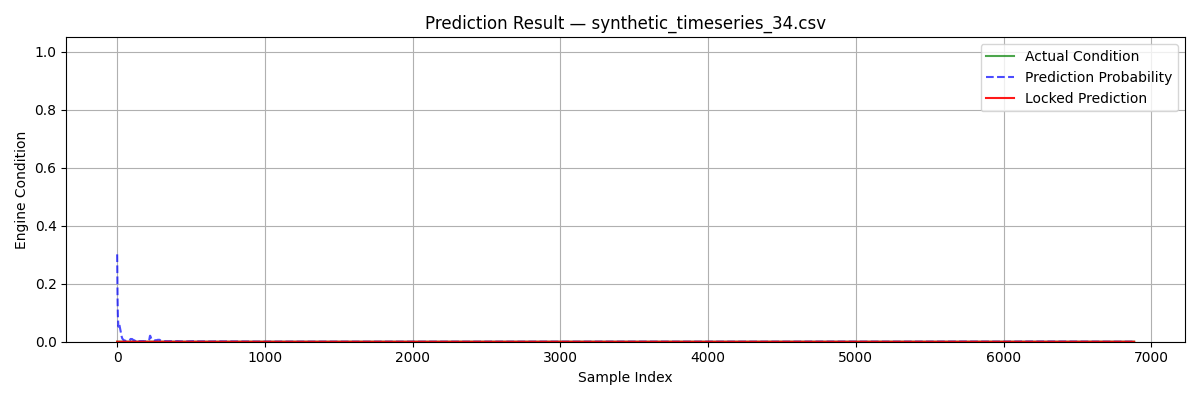 Prediction Result — synthetic_timeseries_34.csv
Actual Condition
Prediction Probability
Locked Prediction
Engine Condition
1.0
0.8
0.6
0.4
0.2
0.0
0 1000 2000 3000 4000 5000 6000 7000
Sample Index